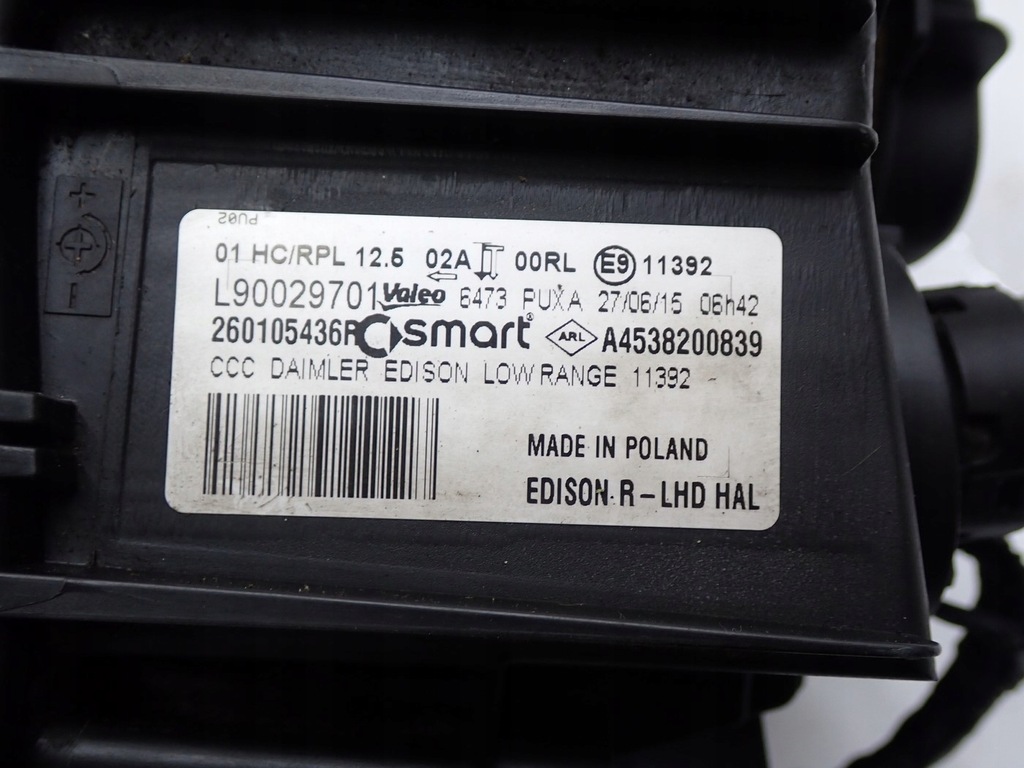 PU02
01 HC/RPL 12.5 02A 00RL E9 11392
L90029701 Valeo 6473 PUXA 27/06/15 06h42
260105436R smart® ARL A4538200839
CCC DAIMLER EDISON LOW RANGE 11392
MADE IN POLAND
EDISON R-LHD HAL
+
-